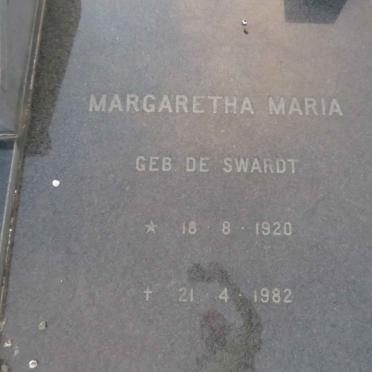 MARGARETHA MARIA
GEB. DE SWARDT
☆ 18 · 8 · 1920
† 21 · 4 · 1982